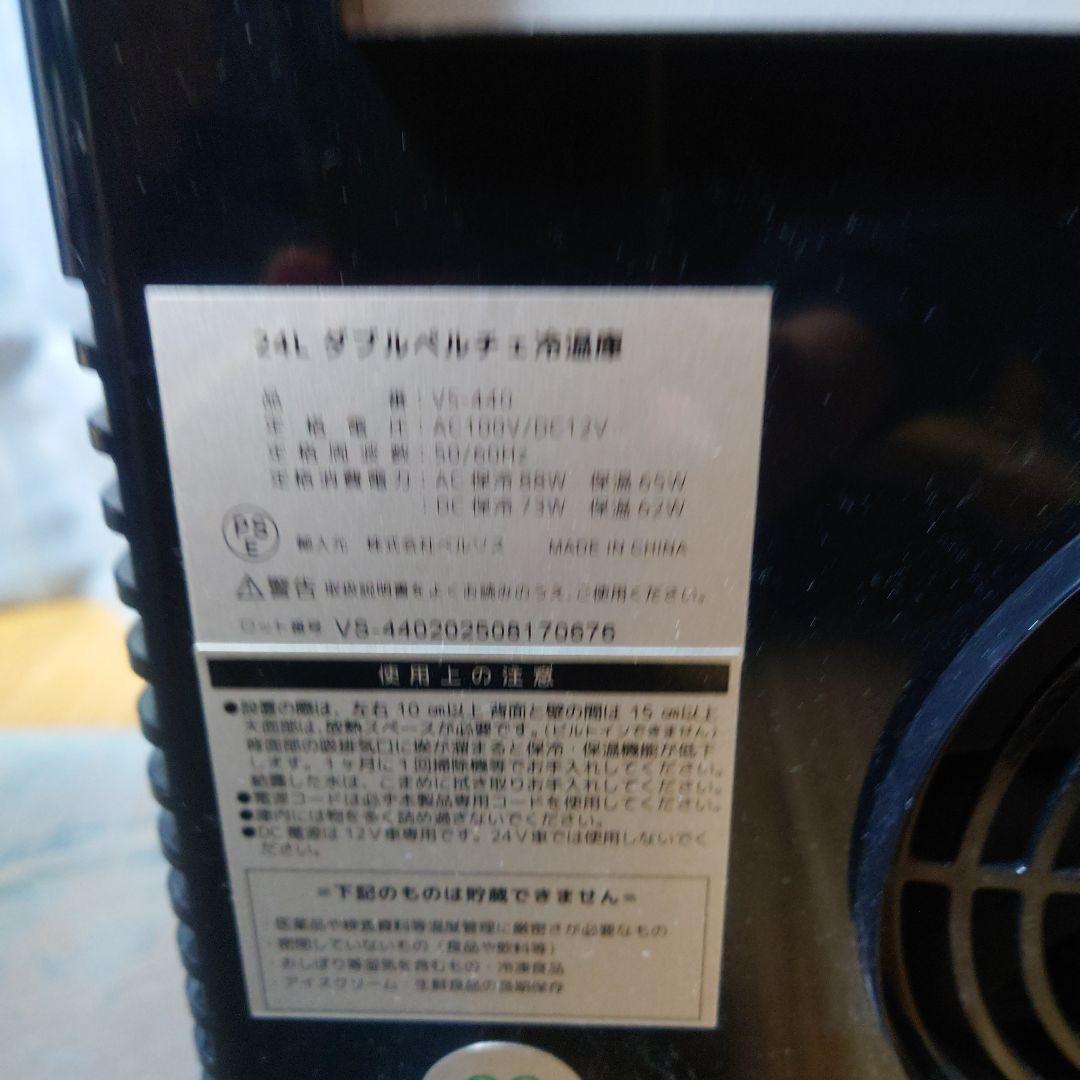 24L ダブルペルチェ冷温庫
品番：VS-440
定格電圧：AC100V/DC12V
定格周波数：50/60Hz
定格消費電力：AC 保冷 88W 保温 65W
DC 保冷 73W 保温 62W
PSE
輸入元 株式会社ベルソス MADE IN CHINA
警告 取扱説明書をよくお読みのうえ、ご使用ください。
ロット番号 VS-440202508170676
使用上の注意
●設置の際は、左右 10 ㎝以上 背面と壁の間は 15 ㎝以上
天面部は、放熱スペースが必要です。(ビルトインできません)
背面部の吸排気口に埃が溜まると保冷・保温機能が低下
します。1ヶ月に1回掃除機等でお手入れしてください。
結露した水は、こまめに拭き取りお手入れしてください。
●電源コードは必ず本製品専用コードを使用してください。
●庫内には物を多く詰め過ぎないでください。
●DC 電源は 12V車専用です。24V車では使用しないでく
ださい。
=下記のものは貯蔵できません=
・医薬品や株式資料等温度管理に厳密さが必要なもの
・密閉していないもの（食品や飲料等）
・おしぼり等湿気を含むもの・冷凍食品
・アイスクリーム・生鮮食品の長期保存